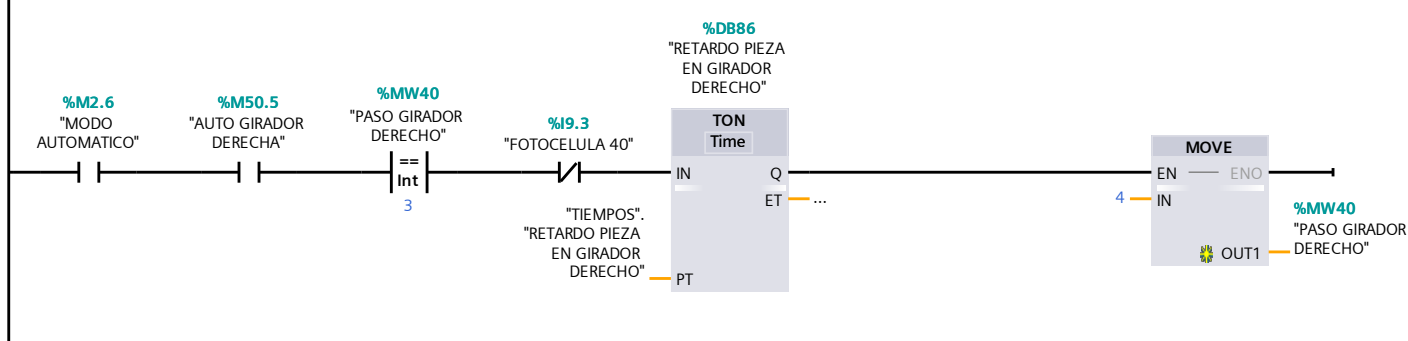 %DB86
"RETARDO PIEZA
EN GIRADOR
DERECHO"
%M2.6
"MODO
AUTOMATICO"
%M50.5
"AUTO GIRADOR
DERECHA"
%MW40
"PASO GIRADOR
DERECHO"
==
Int
3
%I9.3
"FOTOCELULA 40"
TON
Time
IN
Q
ET
...
"TIEMPOS".
"RETARDO PIEZA
EN GIRADOR
DERECHO"
PT
MOVE
EN
ENO
4
IN
OUT1
%MW40
"PASO GIRADOR
DERECHO"